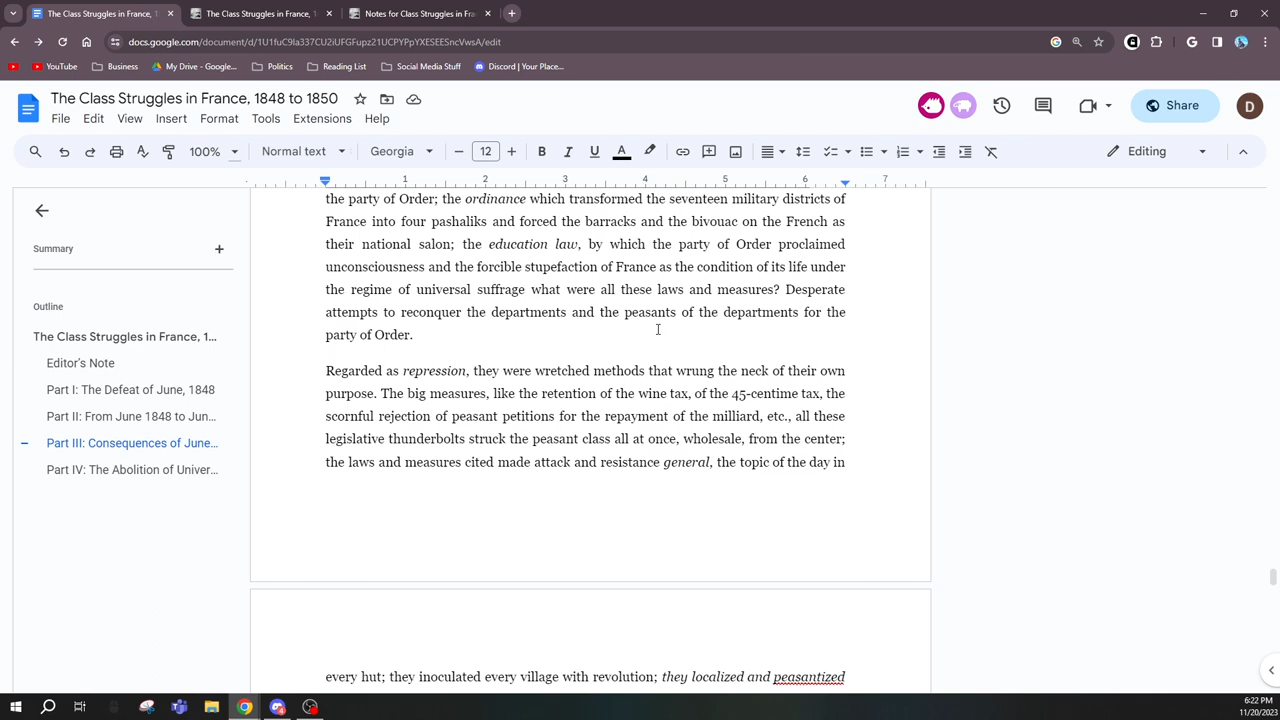 The Class Struggles in France, 1
The Class Struggles in France, 1
Notes for Class Struggles in Fra
docs.google.com/document/d/1U1fuC9la337CU2iUFGFupz21UCPYPpYXESEESncVwsA/edit
YouTube
Business
My Drive - Google...
Politics
Reading List
Social Media Stuff
Discord | (Your Place...
The Class Struggles in France, 1848 to 1850
Share
D
File Edit View Insert Format Tools Extensions Help
100% Normal text Georgia 12 Editing
1 2 3 4 5 6 7
Summary
Outline
The Class Struggles in France, 1...
Editor's Note
Part I: The Defeat of June, 1848
Part II: From June 1848 to Jun...
Part III: Consequences of June...
Part IV: The Abolition of Univer...
the party of Order; the ordinance which transformed the seventeen military districts of
France into four pashaliks and forced the barracks and the bivouac on the French as
their national salon; the education law, by which the party of Order proclaimed
unconsciousness and the forcible stupefaction of France as the condition of its life under
the regime of universal suffrage what were all these laws and measures? Desperate
attempts to reconquer the departments and the peasants of the departments for the
party of Order.
Regarded as repression, they were wretched methods that wrung the neck of their own
purpose. The big measures, like the retention of the wine tax, of the 45-centime tax, the
scornful rejection of peasant petitions for the repayment of the milliard, etc., all these
legislative thunderbolts struck the peasant class all at once, wholesale, from the center;
the laws and measures cited made attack and resistance general, the topic of the day in
every hut; they inoculated every village with revolution; they localized and peasantized
6:22 PM
11/20/2023